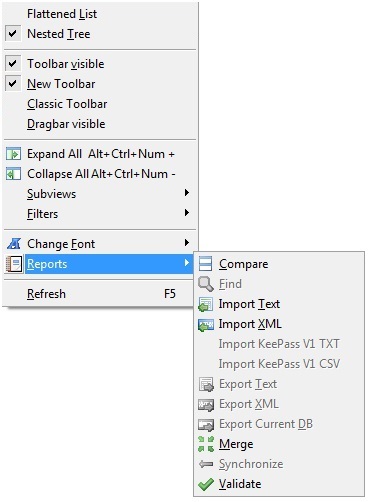 Flattened List
Nested Tree
Toolbar visible
New Toolbar
Classic Toolbar
Dragbar visible
Expand All Alt+Ctrl+Num +
Collapse All Alt+Ctrl+Num -
Subviews
Filters
Change Font
Reports
Refresh F5
Compare
Find
Import Text
Import XML
Import KeePass V1 TXT
Import KeePass V1 CSV
Export Text
Export XML
Export Current DB
Merge
Synchronize
Validate